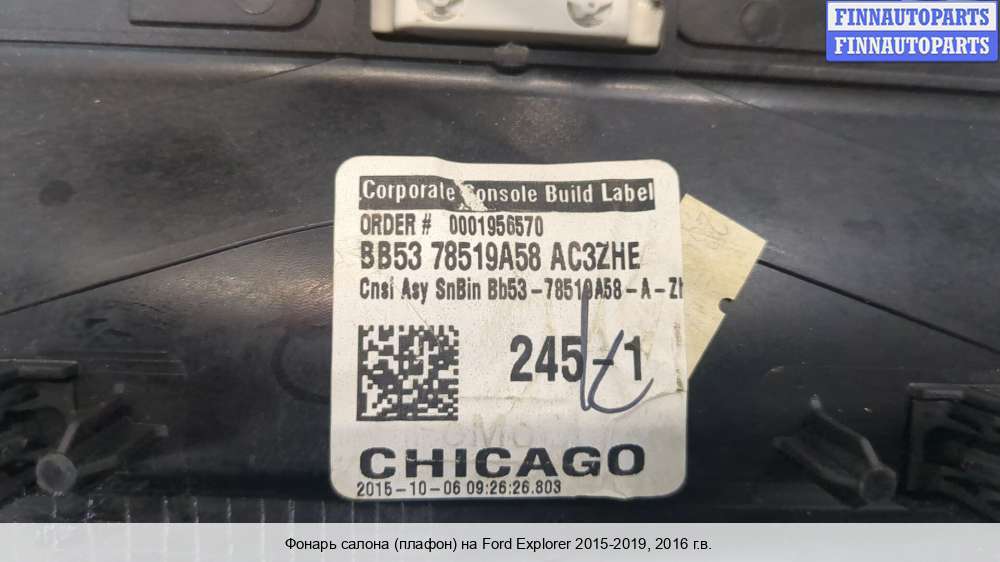 FINNAUTOPARTS
FINNAUTOPARTS
Corporate Console Build Label
ORDER # 0001956570
BB53 78519A58 AC3ZHE
Cnsl Asy SnBin Bb53-78519A58-A-Zh
245-1
CHICAGO
2015-10-06 09:26:26.803
Фонарь салона (плафон) на Ford Explorer 2015-2019, 2016 г.в.